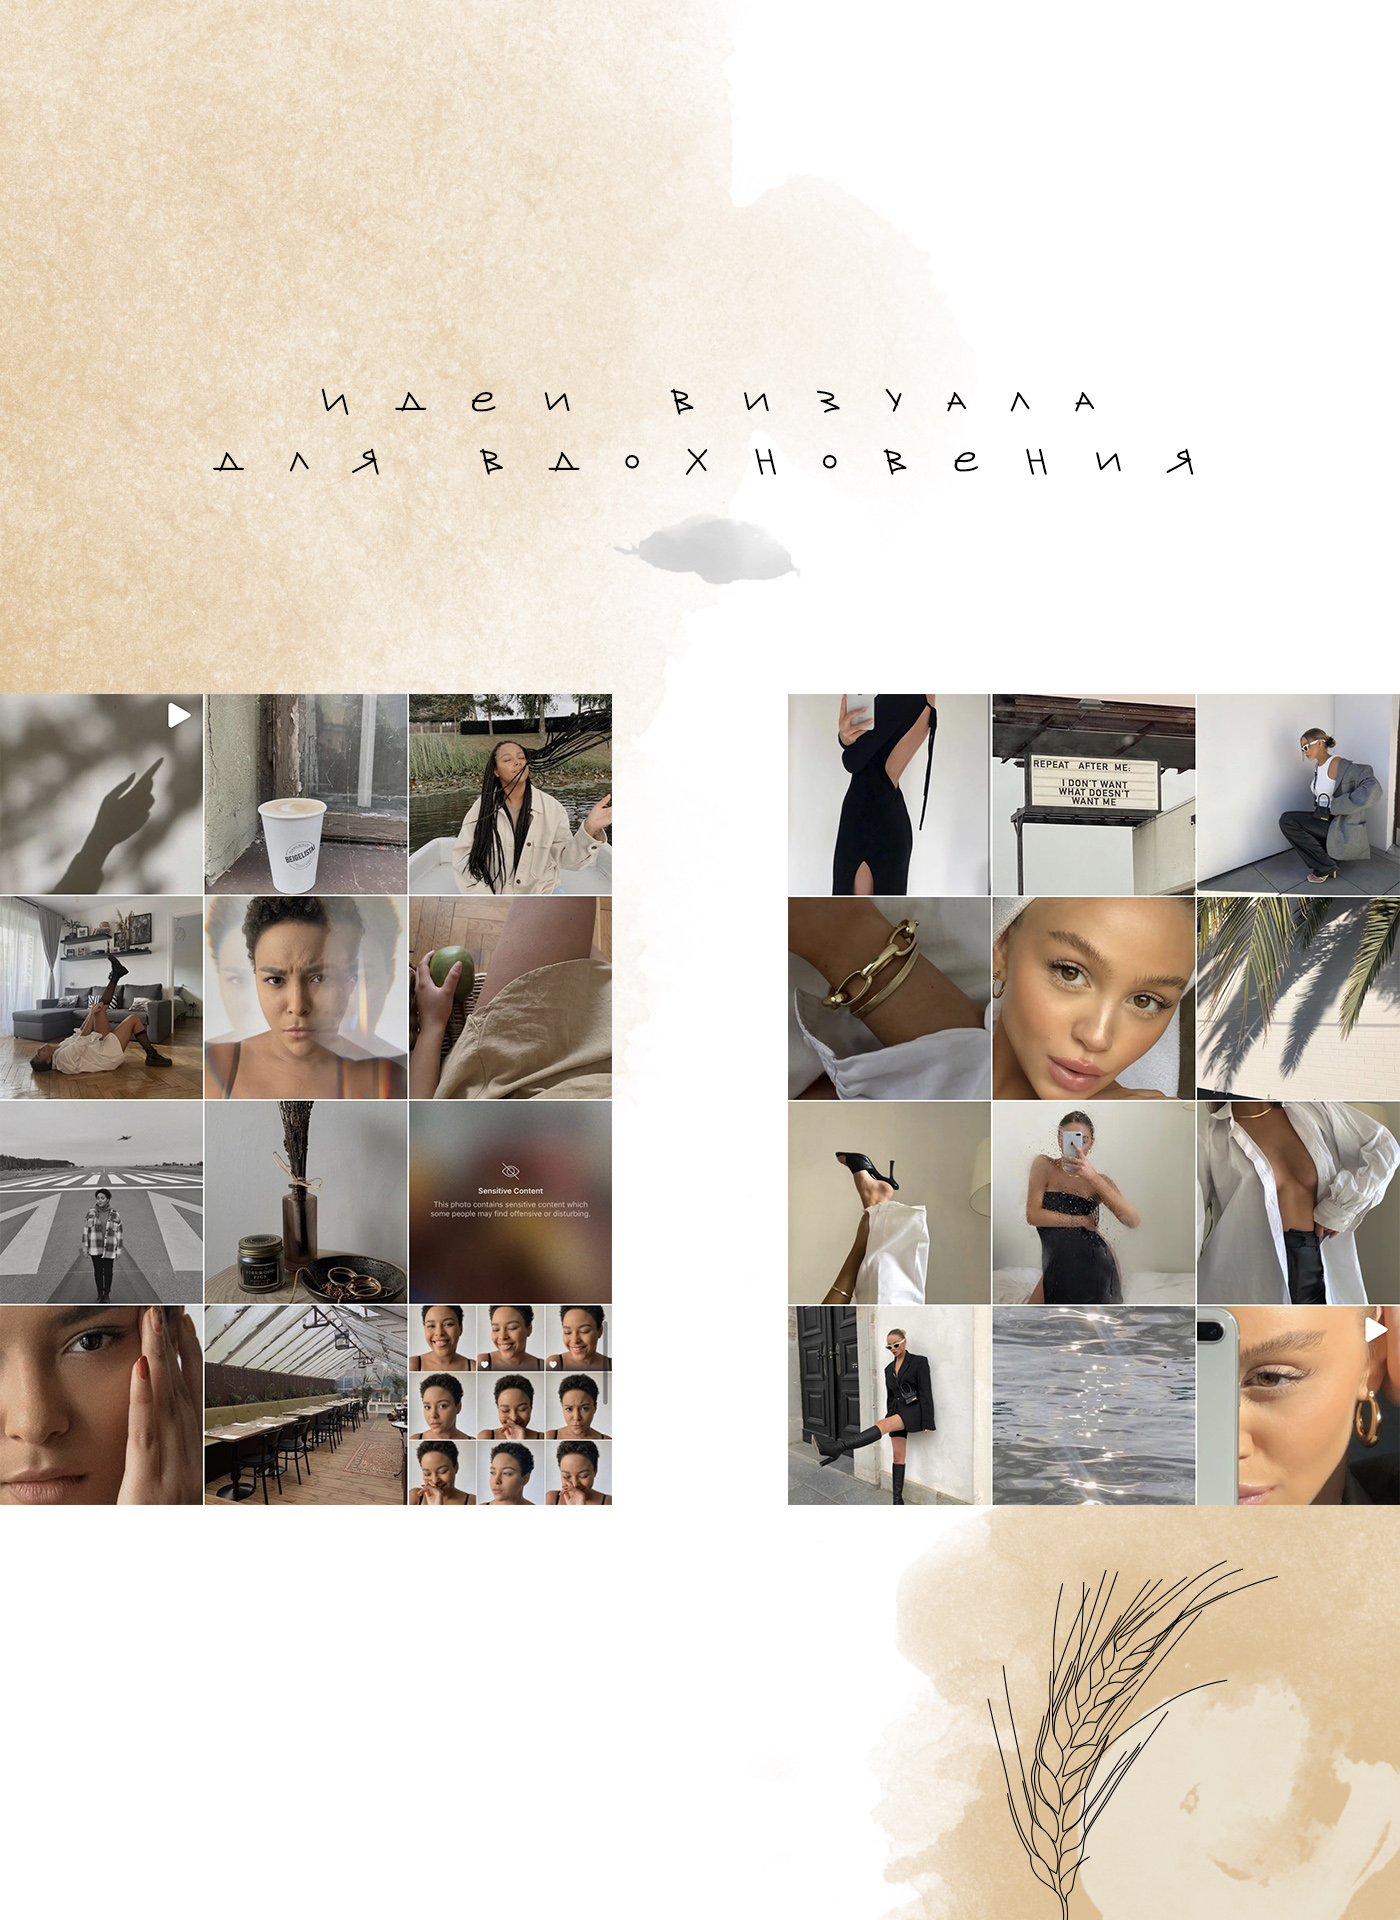 идеи визуала
для вдохновения
BEIGELISTA
REPEAT AFTER ME:
I DON'T WANT
WHAT DOESN'T
WANT ME
Sensitive Content
This photo contains sensitive content which
some people may find offensive or disturbing.